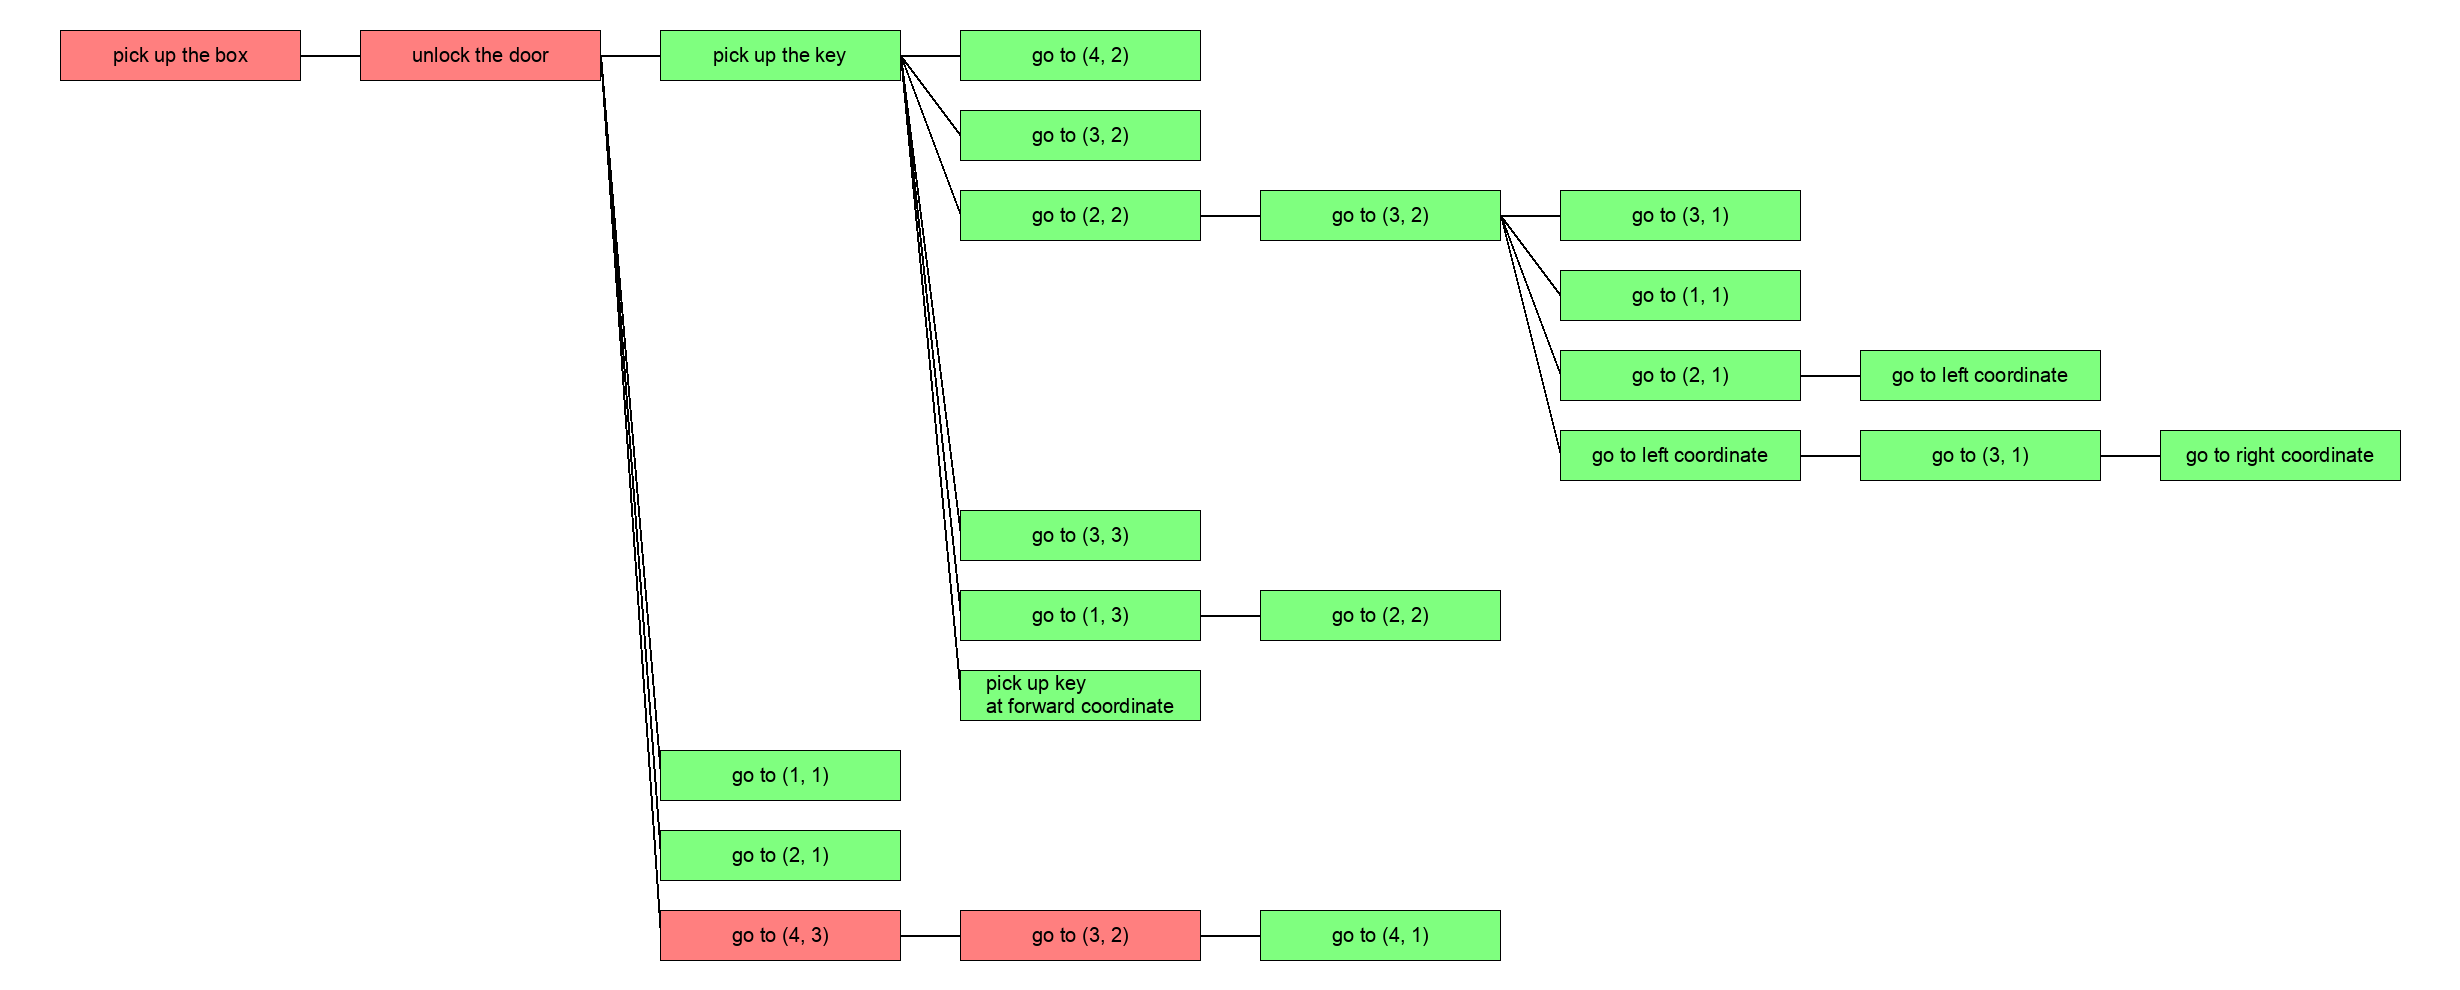 pick up the box
unlock the door
pick up the key
go to (4, 2)
go to (3, 2)
go to (2, 2)
go to (3, 2)
go to (3, 1)
go to (1, 1)
go to (2, 1)
go to left coordinate
go to left coordinate
go to (3, 1)
go to right coordinate
go to (3, 3)
go to (1, 3)
go to (2, 2)
pick up key
at forward coordinate
go to (1, 1)
go to (2, 1)
go to (4, 3)
go to (3, 2)
go to (4, 1)